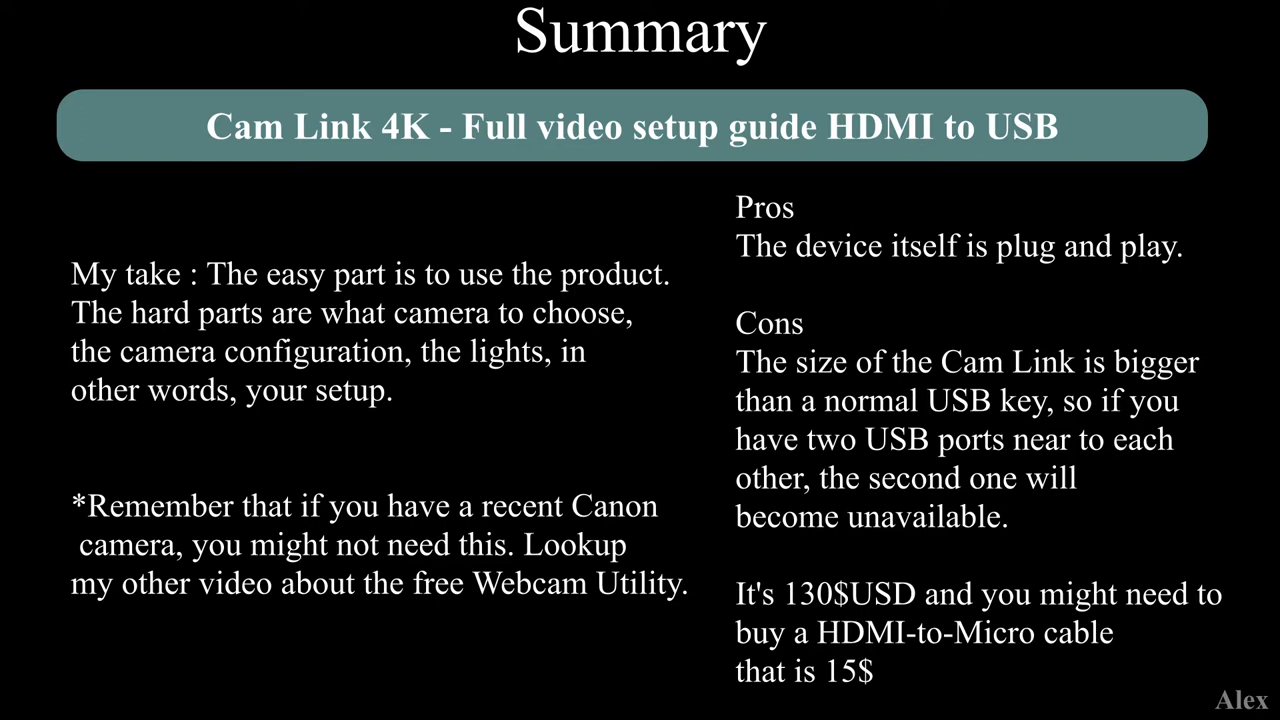 Summary
Cam Link 4K - Full video setup guide HDMI to USB
My take : The easy part is to use the product.
The hard parts are what camera to choose,
the camera configuration, the lights, in
other words, your setup.
*Remember that if you have a recent Canon
camera, you might not need this. Lookup
my other video about the free Webcam Utility.
Pros
The device itself is plug and play.
Cons
The size of the Cam Link is bigger
than a normal USB key, so if you
have two USB ports near to each
other, the second one will
become unavailable.
It's 130$USD and you might need to
buy a HDMI-to-Micro cable
that is 15$
Alex